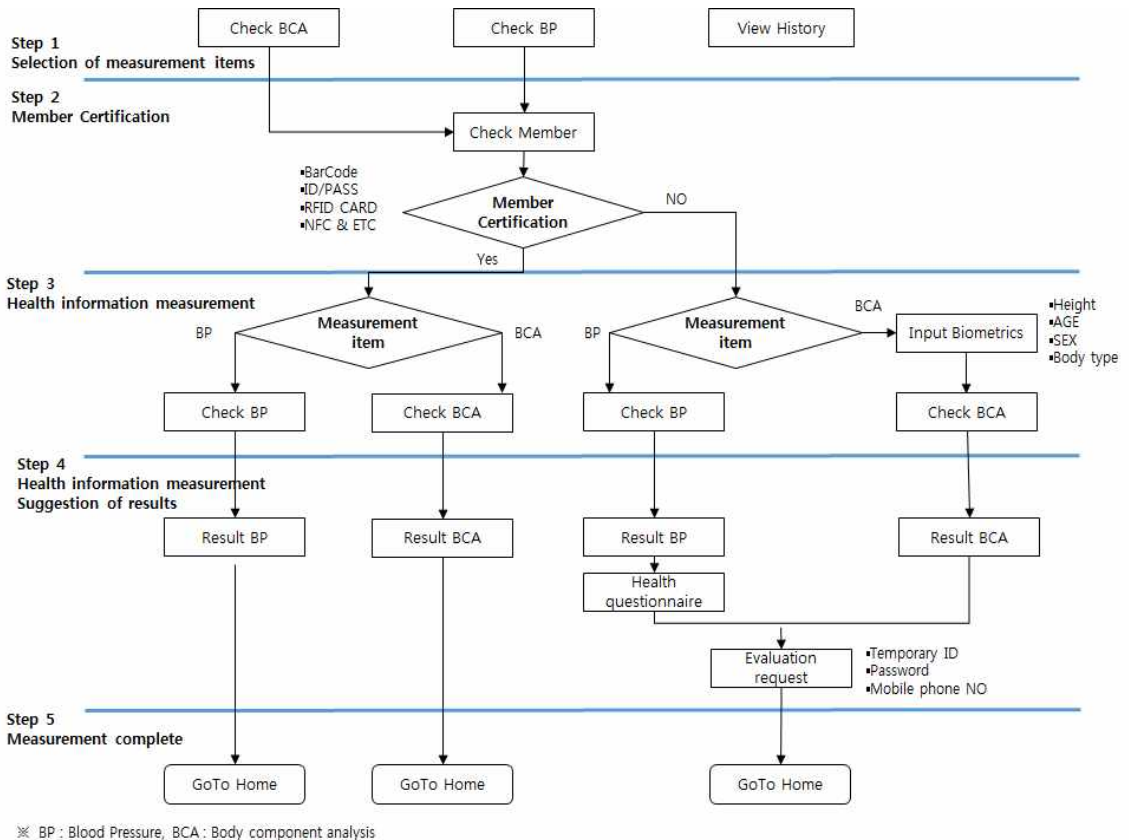 Check BCA
Check BP
View History
Step 1
Selection of measurement items
Step 2
Member Certification
Check Member
▪BarCode
▪ID/PASS
▪RFID CARD
▪NFC & ETC
Member
Certification
NO
Yes
Step 3
Health information measurement
BP
Measurement
item
BCA
BP
Measurement
item
BCA
Input Biometrics
▪Height
▪AGE
▪SEX
▪Body type
Check BP
Check BCA
Check BP
Check BCA
Step 4
Health information measurement
Suggestion of results
Result BP
Result BCA
Result BP
Result BCA
Health
questionnaire
Evaluation
request
▪Temporary ID
▪Password
▪Mobile phone NO
Step 5
Measurement complete
GoTo Home
GoTo Home
GoTo Home
※ BP : Blood Pressure, BCA : Body component analysis